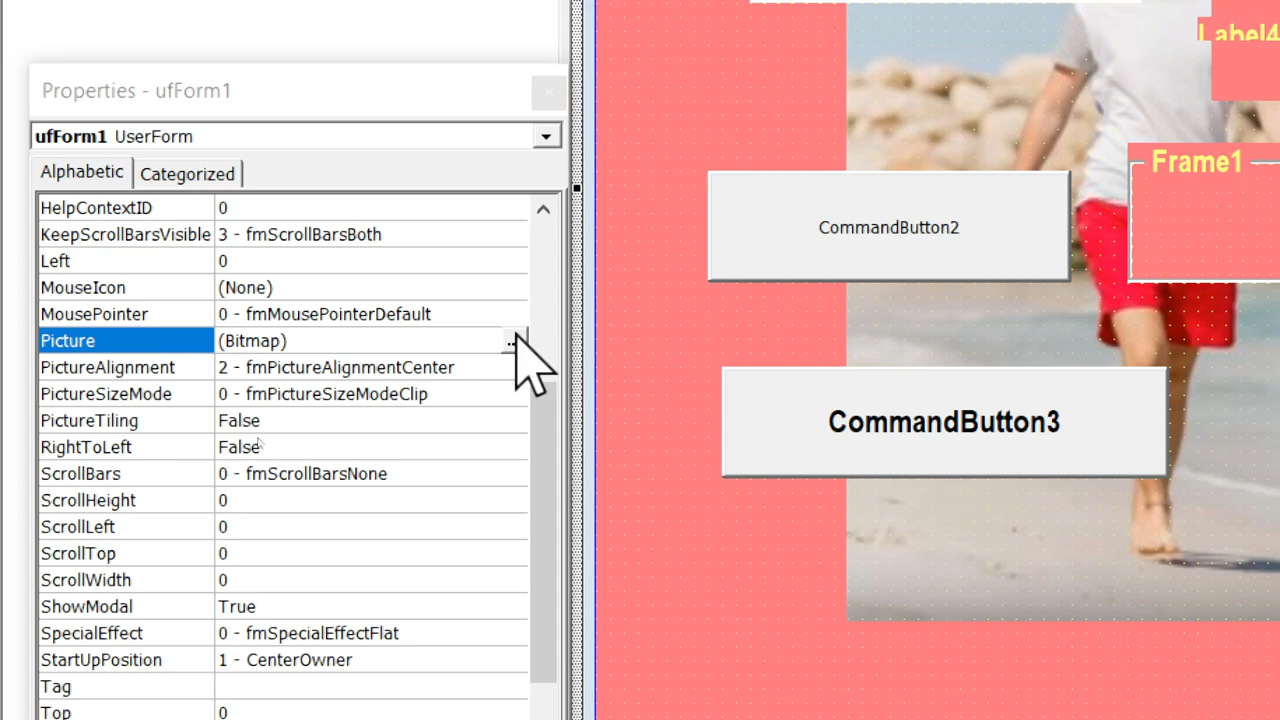 Properties - ufForm1
ufForm1 UserForm
Alphabetic Categorized
HelpContextID 0
KeepScrollBarsVisible 3 - fmScrollBarsBoth
Left 0
MouseIcon (None)
MousePointer 0 - fmMousePointerDefault
Picture (Bitmap)
PictureAlignment 2 - fmPictureAlignmentCenter
PictureSizeMode 0 - fmPictureSizeModeClip
PictureTiling False
RightToLeft False
ScrollBars 0 - fmScrollBarsNone
ScrollHeight 0
ScrollLeft 0
ScrollTop 0
ScrollWidth 0
ShowModal True
SpecialEffect 0 - fmSpecialEffectFlat
StartUpPosition 1 - CenterOwner
Tag
Top 0
Label4
Frame1
CommandButton2
CommandButton3